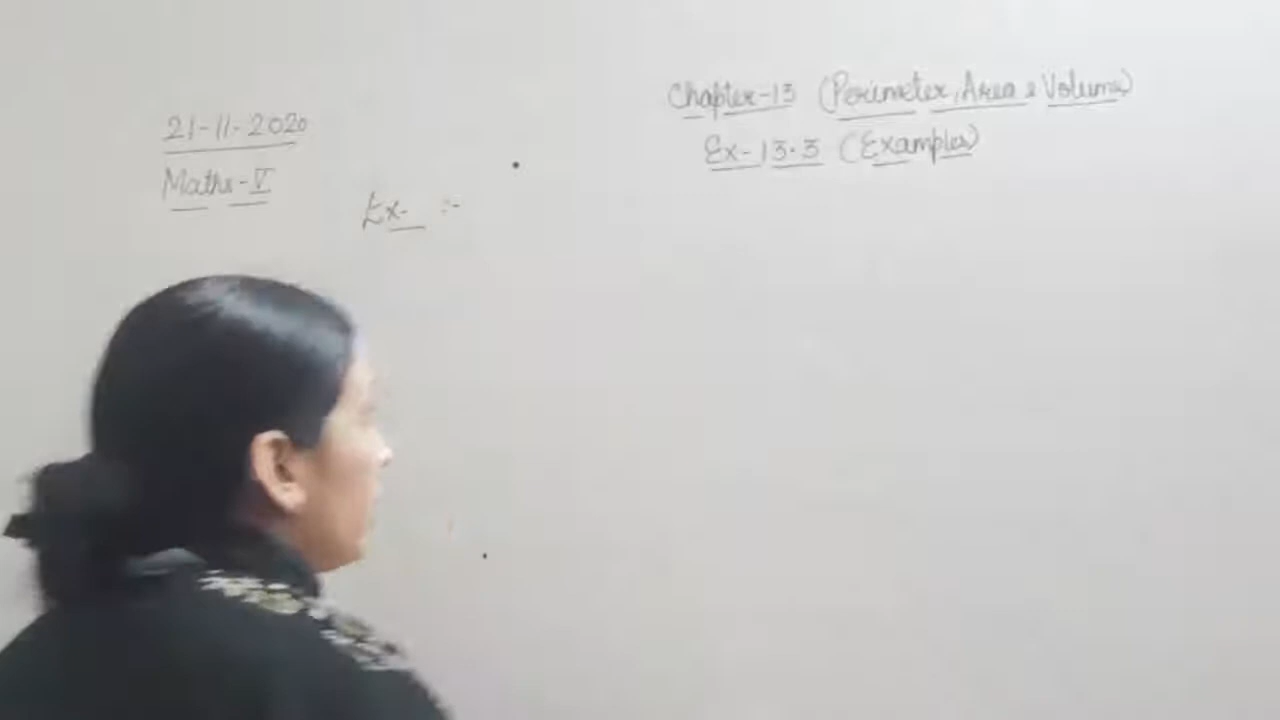 21-11-2020
Maths-V
Ex- :-
Chapter-13 (Perimeter, Area & Volume)
Ex-13.3 (Examples)